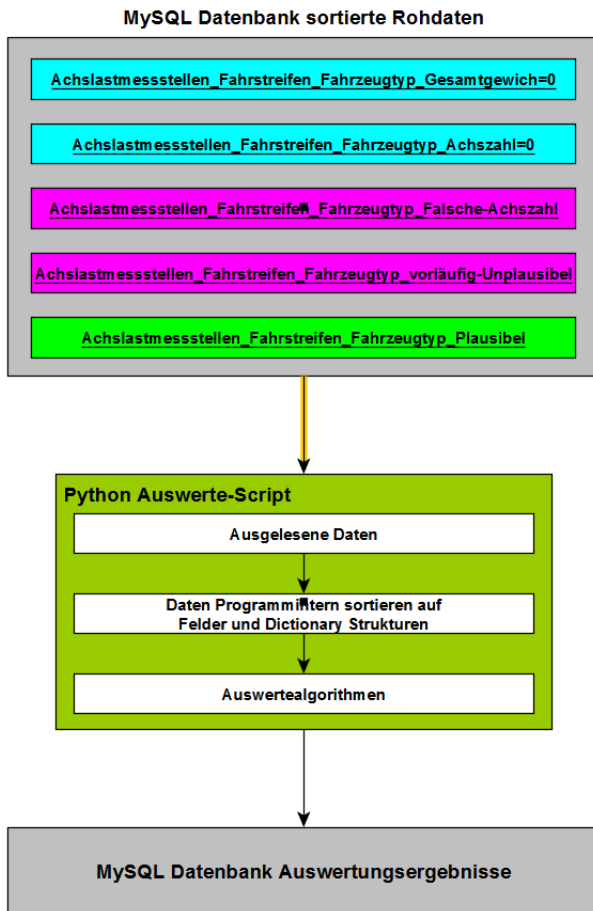 MySQL Datenbank sortierte Rohdaten
Achslastmessstellen_Fahrstreifen_Fahrzeugtyp_Gesamtgewich=0
Achslastmessstellen_Fahrstreifen_Fahrzeugtyp_Achszahl=0
Achslastmessstellen_Fahrstreifen_Fahrzeugtyp_Falsche-Achszahl
Achslastmessstellen_Fahrstreifen_Fahrzeugtyp_vorläufig-Unplausibel
Achslastmessstellen_Fahrstreifen_Fahrzeugtyp_Plausibel
Python Auswerte-Script
Ausgelesene Daten
Daten Programmintern sortieren auf
Felder und Dictionary Strukturen
Auswertealgorithmen
MySQL Datenbank Auswertungsergebnisse